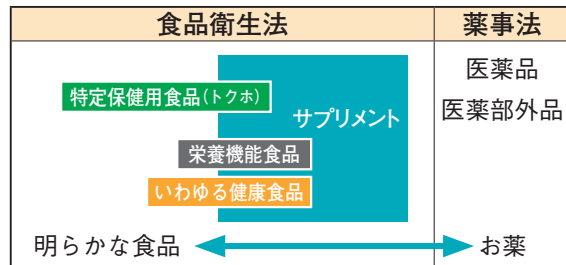 食品衛生法
薬事法
医薬品
医薬部外品
特定保健用食品(トクホ)
サプリメント
栄養機能食品
いわゆる健康食品
明らかな食品
お薬